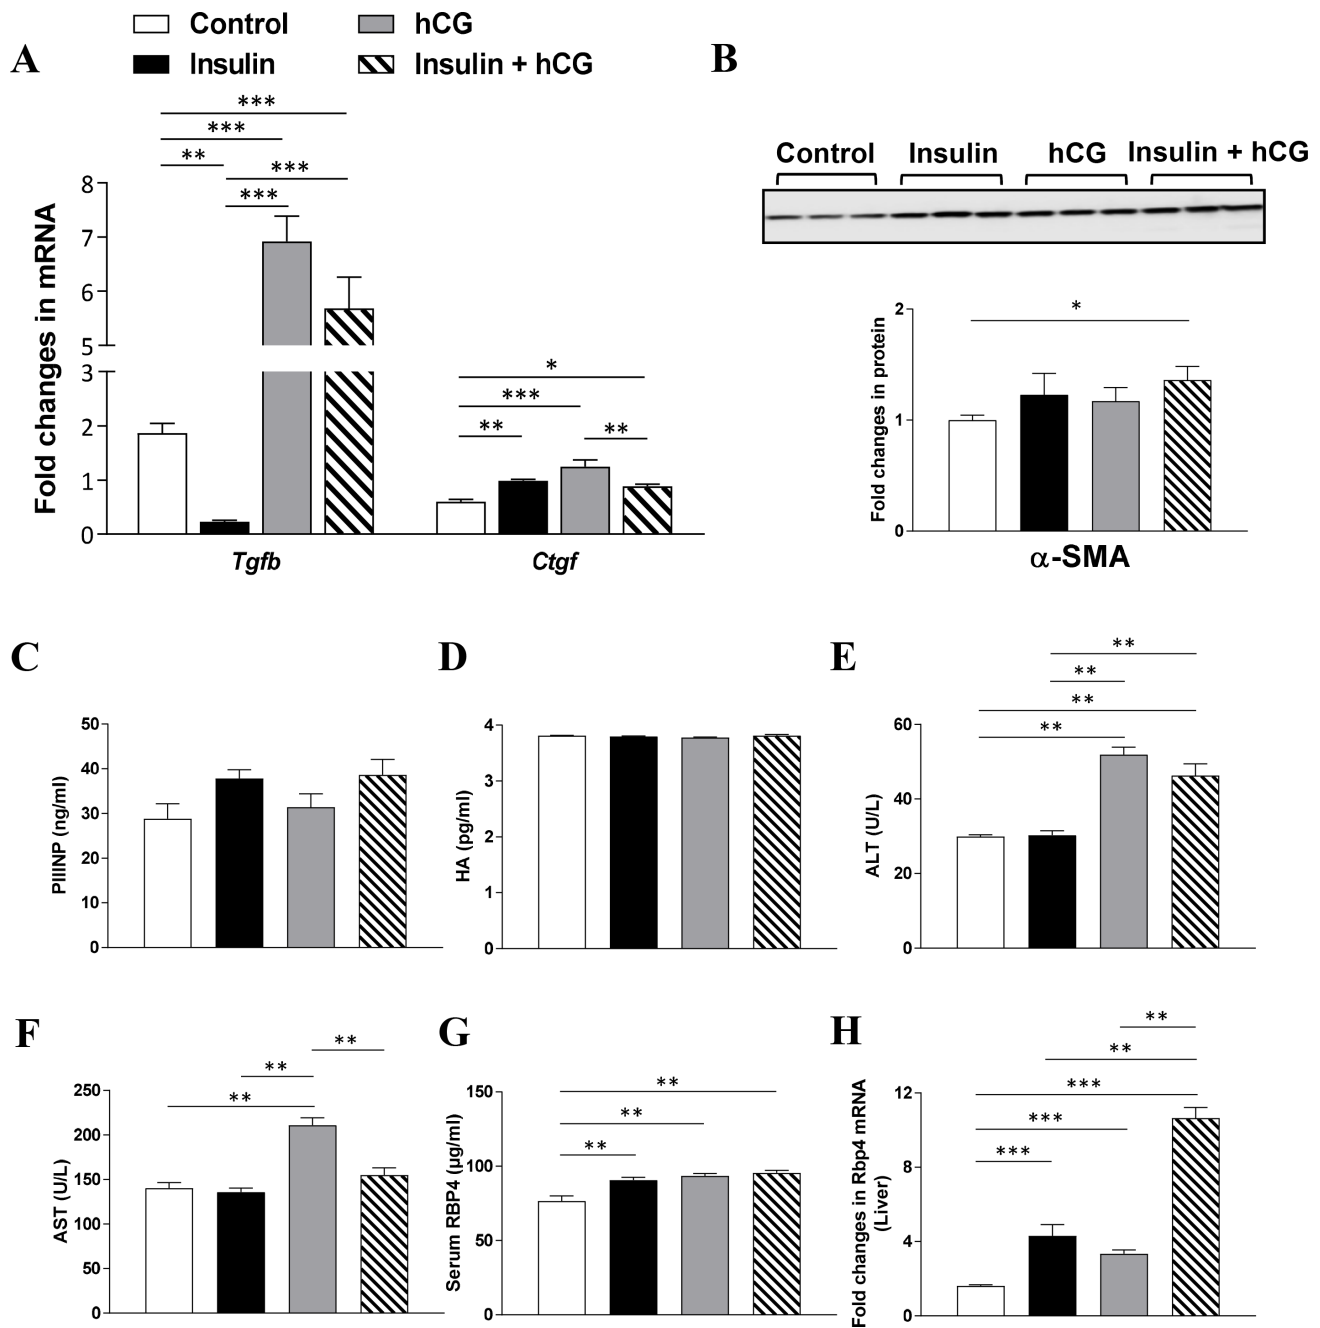 Control
hCG
Insulin
Insulin + hCG
A
***
***
**
***
***
8
7
6
5
3
2
1
0
Fold changes in mRNA
*
***
**
**
Tgfb
Ctgf
B
Control
Insulin
hCG
Insulin + hCG
*
2
1
0
Fold changes in protein
α-SMA
C
50
40
30
20
10
0
PIIINP (ng/ml)
D
4
3
2
1
0
HA (pg/ml)
E
**
**
**
**
60
40
20
0
ALT (U/L)
F
**
**
**
250
200
150
100
50
0
AST (U/L)
G
**
**
**
150
100
50
0
Serum RBP4 (µg/ml)
H
**
**
***
***
***
12
8
4
0
Fold changes in Rbp4 mRNA
(Liver)